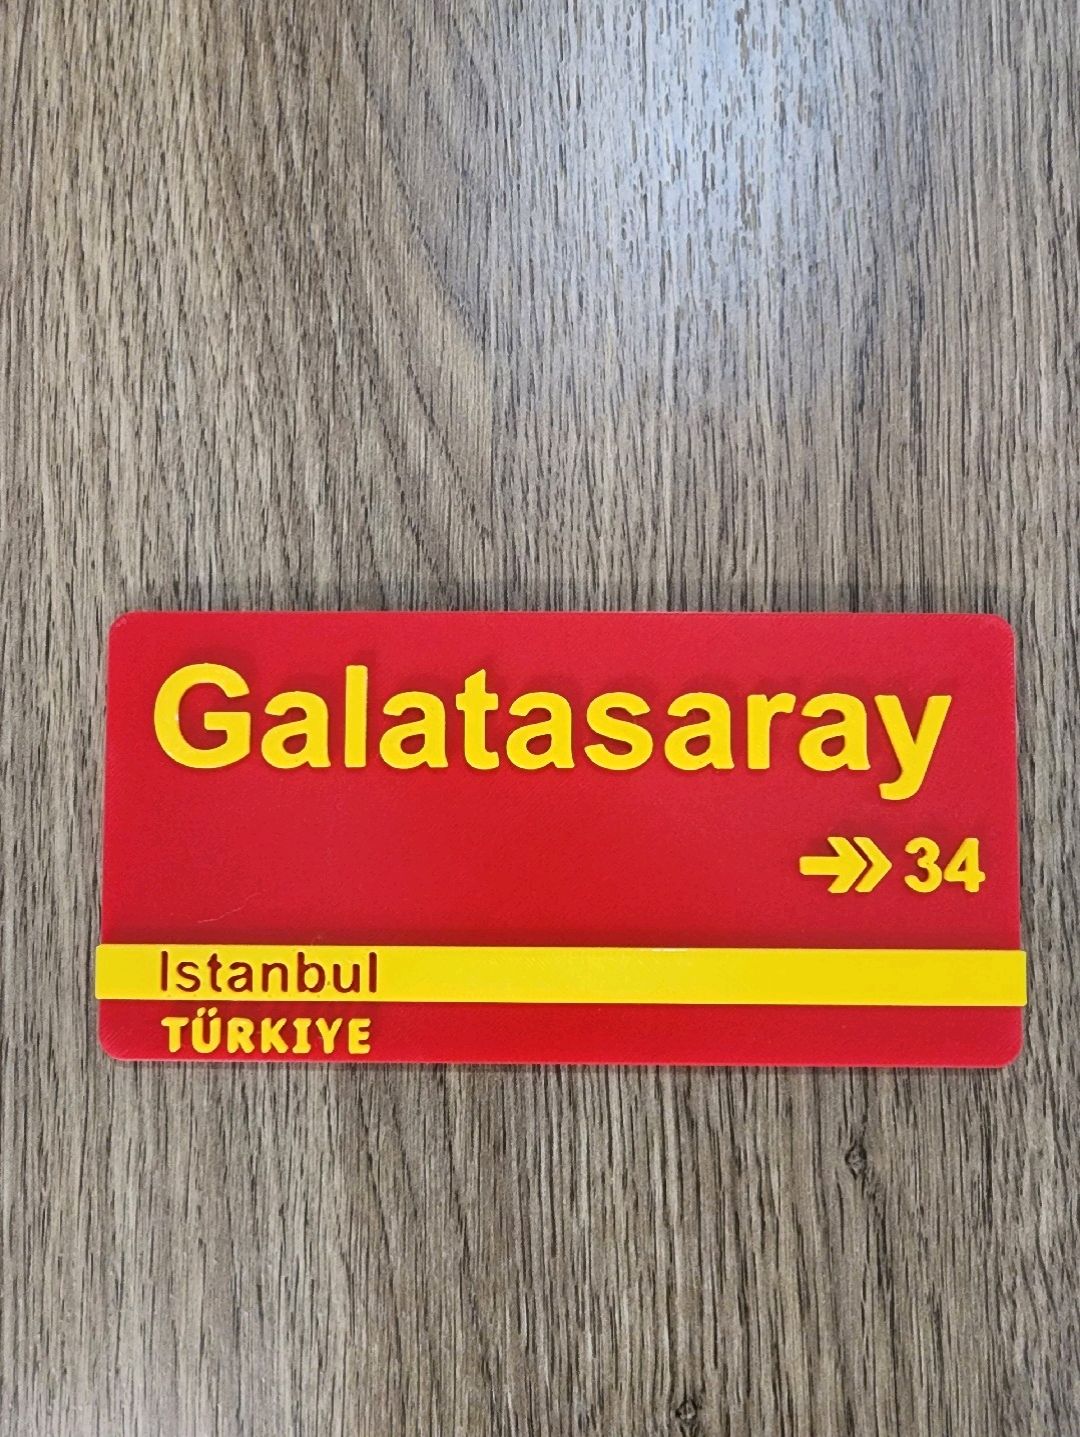 Galatasaray
34
Istanbul
TÜRKIYE